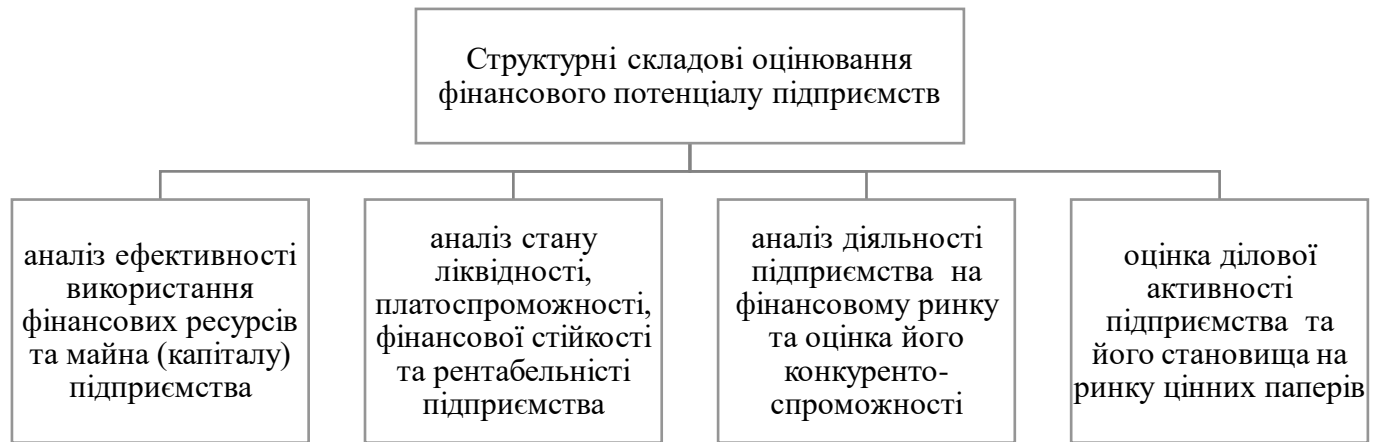 Структурні складові оцінювання
фінансового потенціалу підприємств
аналіз ефективності
використання
фінансових ресурсів
та майна (капіталу)
підприємства
аналіз стану
ліквідності,
платоспроможності,
фінансової стійкості
та рентабельністі
підприємства
аналіз діяльності
підприємства на
фінансовому ринку
та оцінка його
конкуренто-
спроможності
оцінка ділової
активності
підприємства та
його становища на
ринку цінних паперів